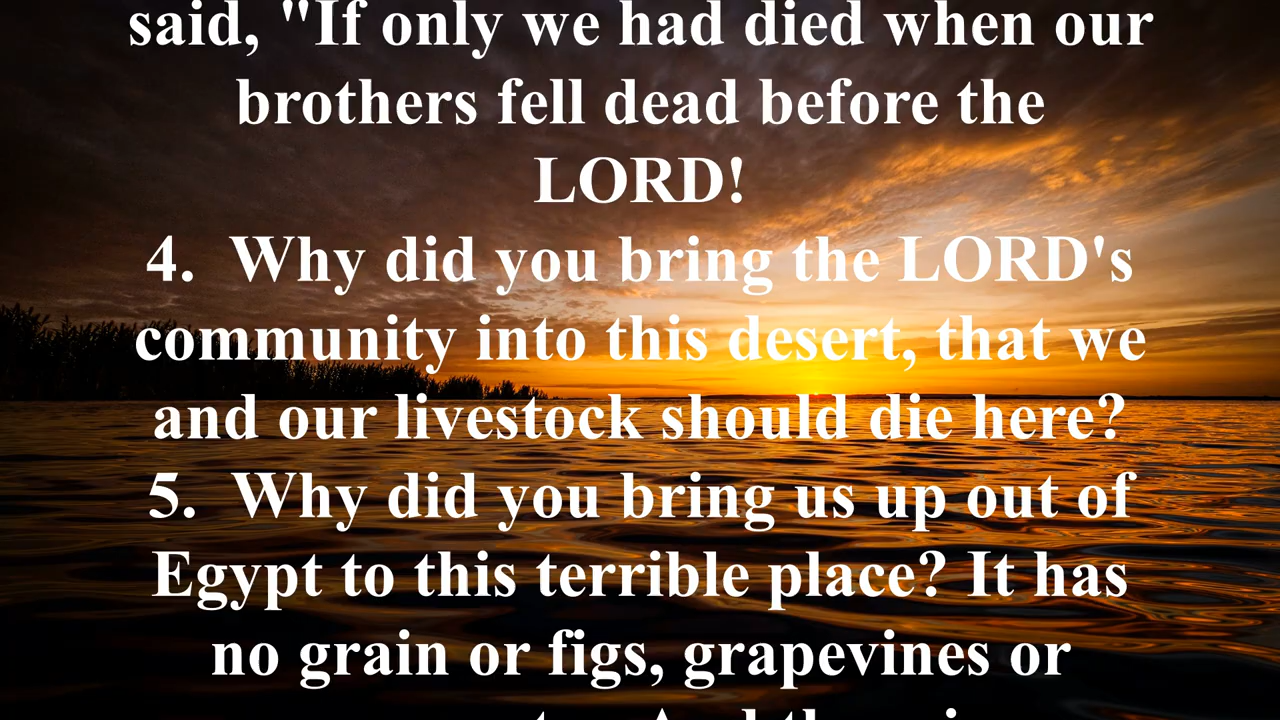 said, "If only we had died when our
brothers fell dead before the
LORD!
4.  Why did you bring the LORD's
community into this desert, that we
and our livestock should die here?
5.  Why did you bring us up out of
Egypt to this terrible place? It has
no grain or figs, grapevines or